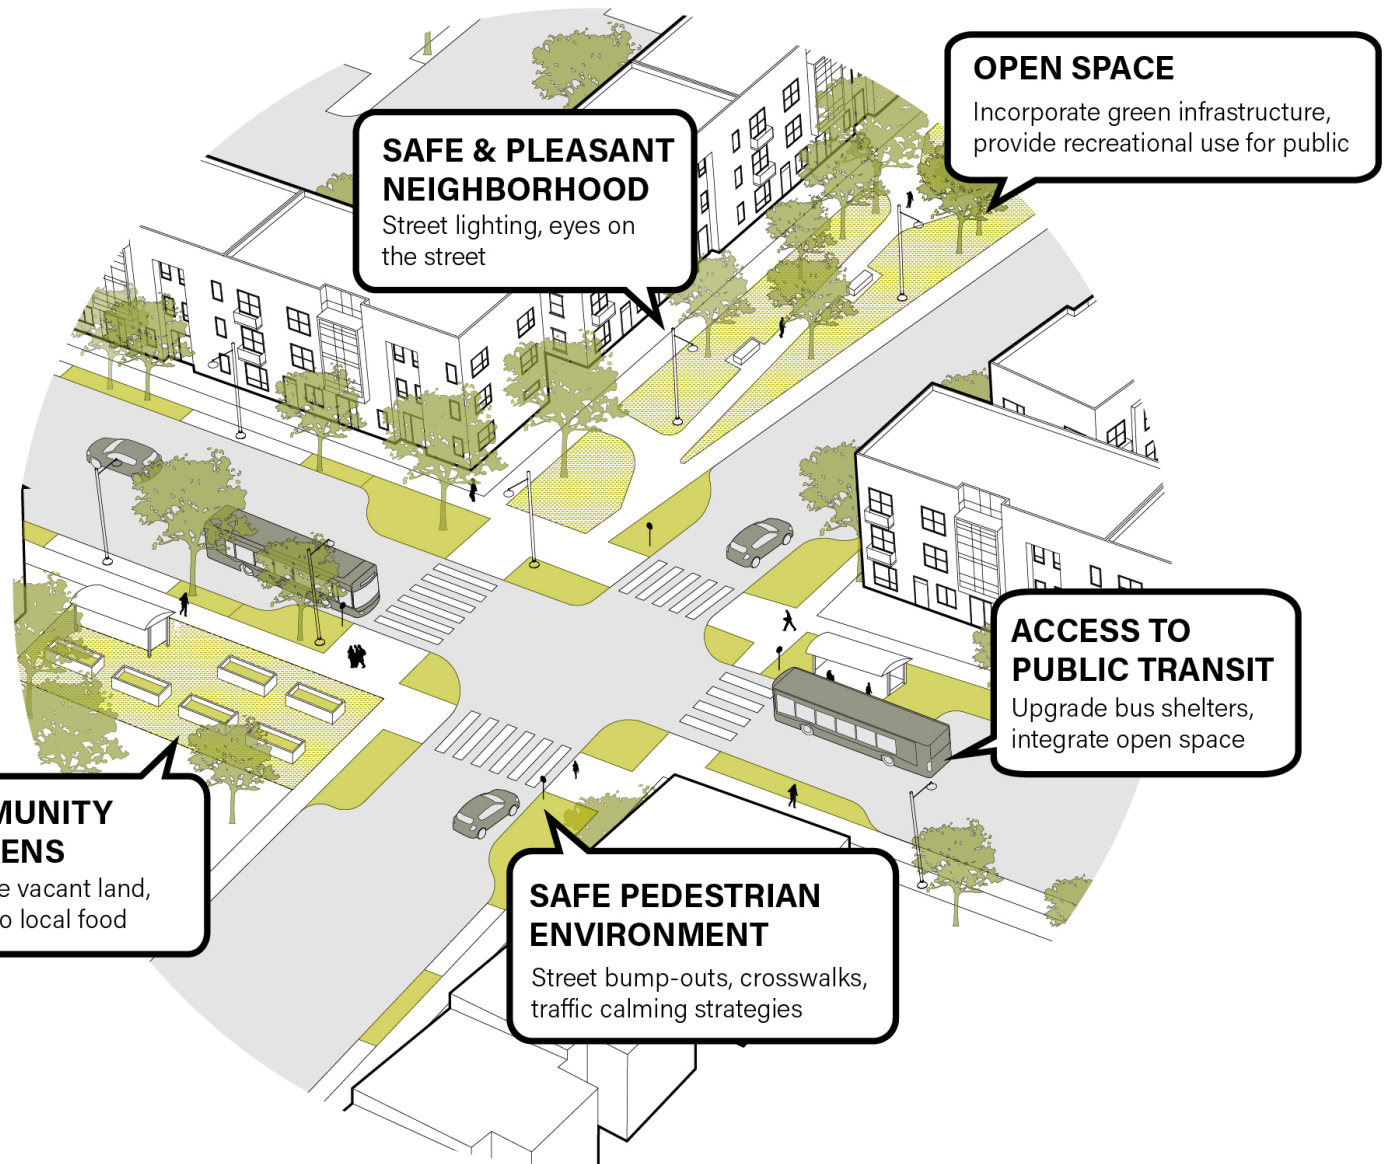 OPEN SPACE
Incorporate green infrastructure,
provide recreational use for public
SAFE & PLEASANT
NEIGHBORHOOD
Street lighting, eyes on
the street
ACCESS TO
PUBLIC TRANSIT
Upgrade bus shelters,
integrate open space
MUNITY
ENS
e vacant land,
o local food
SAFE PEDESTRIAN
ENVIRONMENT
Street bump-outs, crosswalks,
traffic calming strategies